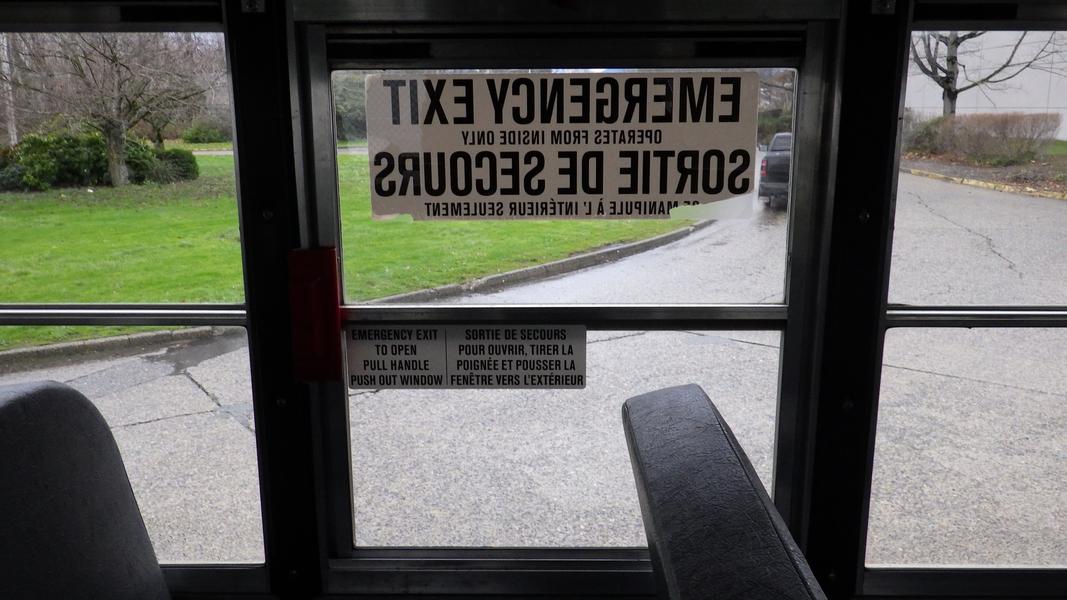 EMERGENCY EXIT
OPERATES FROM INSIDE ONLY
SORTIE DE SECOURS
SE MANIPULE À L'INTÉRIEUR SEULEMENT
EMERGENCY EXIT
TO OPEN
PULL HANDLE
PUSH OUT WINDOW
SORTIE DE SECOURS
POUR OUVRIR, TIRER LA
POIGNÉE ET POUSSER LA
FENÊTRE VERS L'EXTÉRIEUR